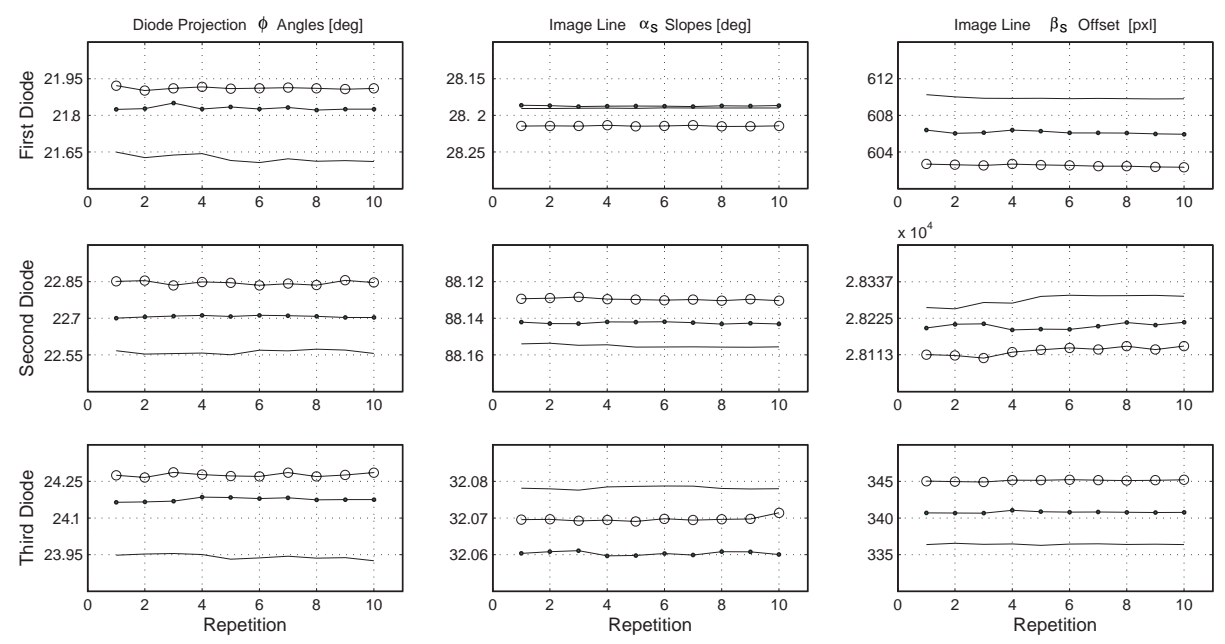 Diode Projection ϕ Angles [deg]
Image Line αS Slopes [deg]
Image Line βS Offset [pxl]
First Diode
21.95
21.8
21.65
0 2 4 6 8 10
28.15
28. 2
28.25
0 2 4 6 8 10
612
608
604
0 2 4 6 8 10
Second Diode
22.85
22.7
22.55
0 2 4 6 8 10
88.12
88.14
88.16
0 2 4 6 8 10
x 10^4
2.8337
2.8225
2.8113
0 2 4 6 8 10
Third Diode
24.25
24.1
23.95
0 2 4 6 8 10
Repetition
32.08
32.07
32.06
0 2 4 6 8 10
Repetition
345
340
335
0 2 4 6 8 10
Repetition